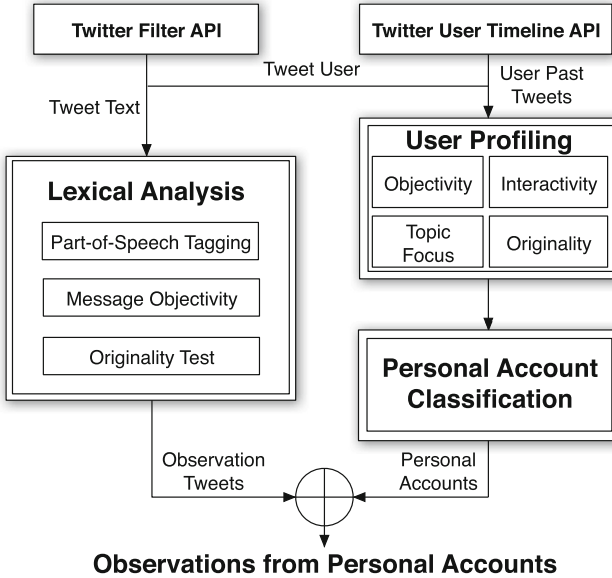 Twitter Filter API
Twitter User Timeline API
Tweet User
User Past
Tweets
Tweet Text
User Profiling
Objectivity
Interactivity
Topic
Focus
Originality
Lexical Analysis
Part-of-Speech Tagging
Message Objectivity
Originality Test
Personal Account
Classification
Observation
Tweets
Personal
Accounts
Observations from Personal Accounts